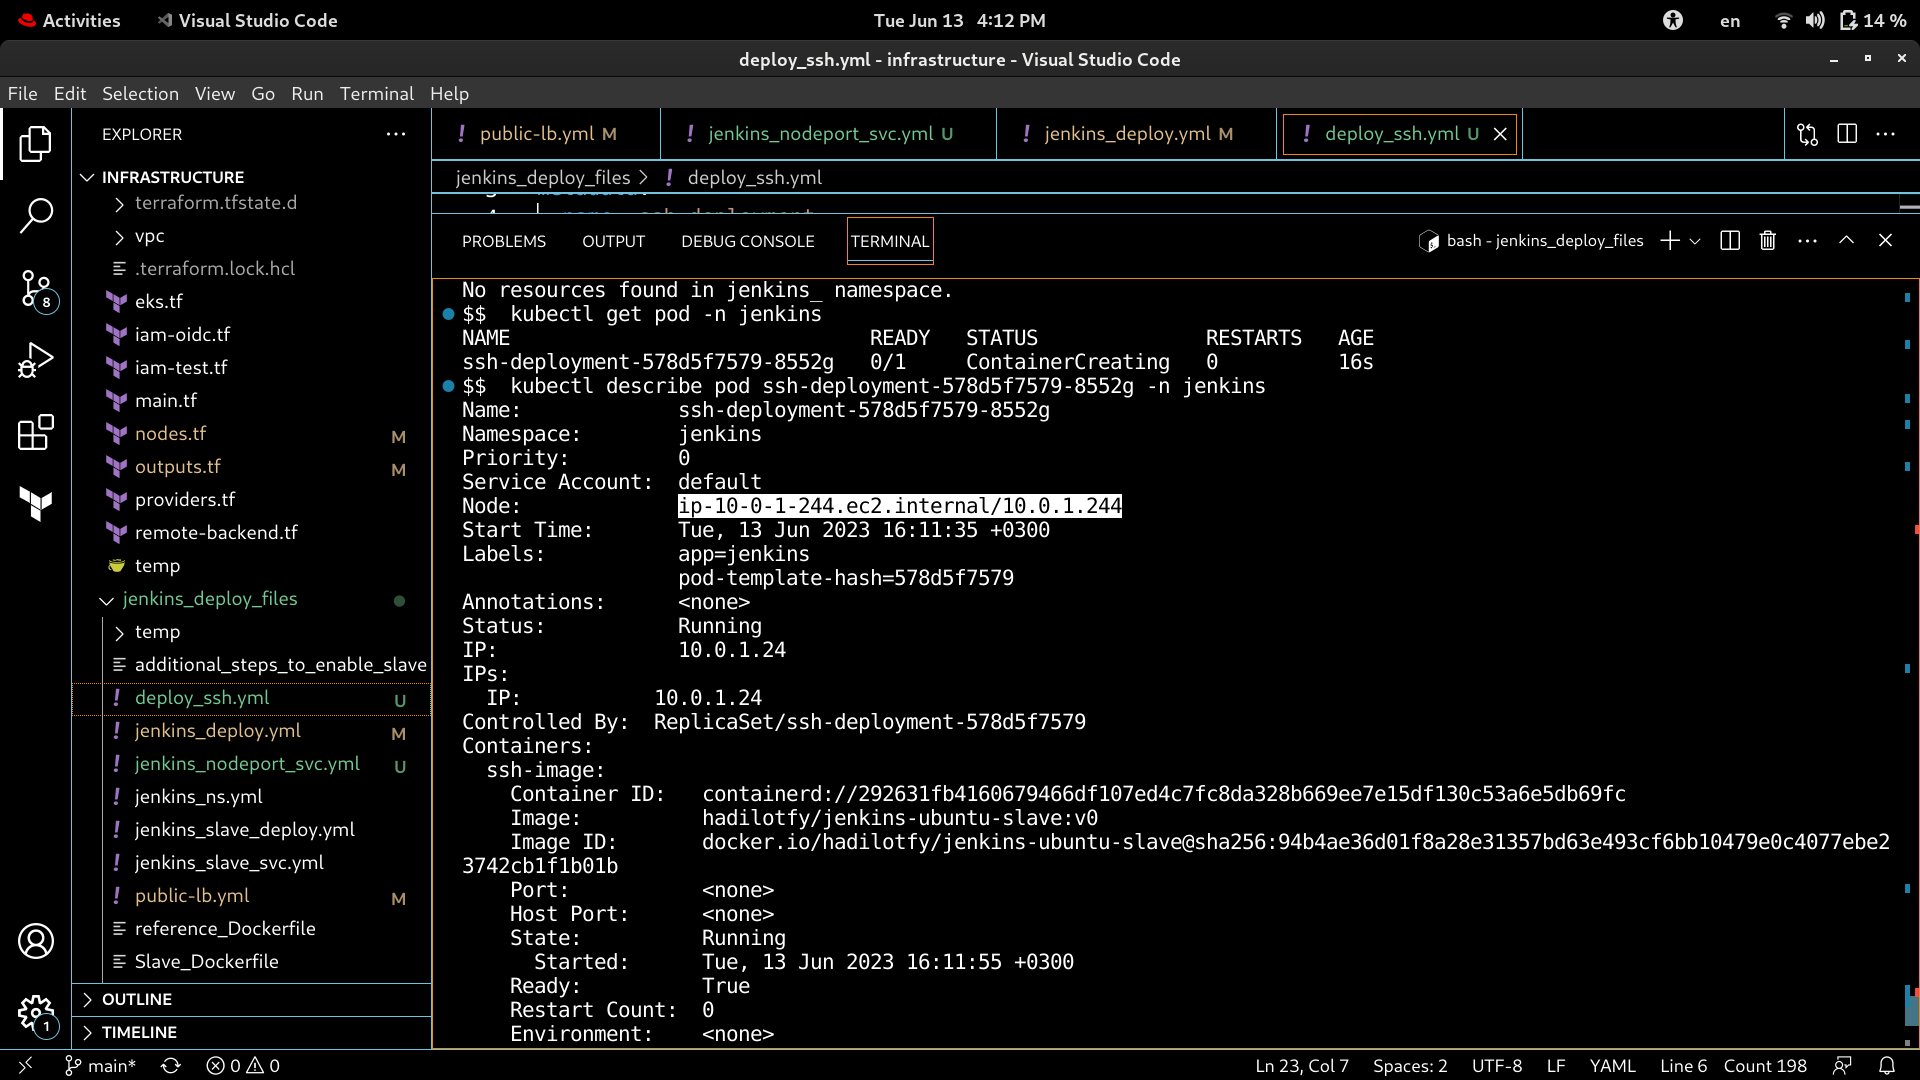 Activities Visual Studio Code Tue Jun 13 4:12 PM en 14 %
deploy_ssh.yml - infrastructure - Visual Studio Code
File Edit Selection View Go Run Terminal Help
EXPLORER
INFRASTRUCTURE
terraform.tfstate.d
vpc
.terraform.lock.hcl
eks.tf
iam-oidc.tf
iam-test.tf
main.tf
nodes.tf M
outputs.tf M
providers.tf
remote-backend.tf
temp
jenkins_deploy_files
temp
additional_steps_to_enable_slave
deploy_ssh.yml U
jenkins_deploy.yml M
jenkins_nodeport_svc.yml U
jenkins_ns.yml
jenkins_slave_deploy.yml
jenkins_slave_svc.yml
public-lb.yml M
reference_Dockerfile
Slave_Dockerfile
OUTLINE
TIMELINE
8
1
! public-lb.yml M ! jenkins_nodeport_svc.yml U ! jenkins_deploy.yml M ! deploy_ssh.yml U
jenkins_deploy_files > ! deploy_ssh.yml
PROBLEMS OUTPUT DEBUG CONSOLE TERMINAL bash - jenkins_deploy_files
No resources found in jenkins_ namespace.
$$  kubectl get pod -n jenkins
NAME                              READY   STATUS              RESTARTS   AGE
ssh-deployment-578d5f7579-8552g   0/1     ContainerCreating   0          16s
$$  kubectl describe pod ssh-deployment-578d5f7579-8552g -n jenkins
Name:             ssh-deployment-578d5f7579-8552g
Namespace:        jenkins
Priority:         0
Service Account:  default
Node:             ip-10-0-1-244.ec2.internal/10.0.1.244
Start Time:       Tue, 13 Jun 2023 16:11:35 +0300
Labels:           app=jenkins
                  pod-template-hash=578d5f7579
Annotations:      <none>
Status:           Running
IP:               10.0.1.24
IPs:
  IP:           10.0.1.24
Controlled By:  ReplicaSet/ssh-deployment-578d5f7579
Containers:
  ssh-image:
    Container ID:   containerd://292631fb4160679466df107ed4c7fc8da328b669ee7e15df130c53a6e5db69fc
    Image:          hadilotfy/jenkins-ubuntu-slave:v0
    Image ID:       docker.io/hadilotfy/jenkins-ubuntu-slave@sha256:94b4ae36d01f8a28e31357bd63e493cf6bb10479e0c4077ebe2
3742cb1f1b01b
    Port:           <none>
    Host Port:      <none>
    State:          Running
      Started:      Tue, 13 Jun 2023 16:11:55 +0300
    Ready:          True
    Restart Count:  0
    Environment:    <none>
main* 0 0 Ln 23, Col 7 Spaces: 2 UTF-8 LF YAML Line 6 Count 198